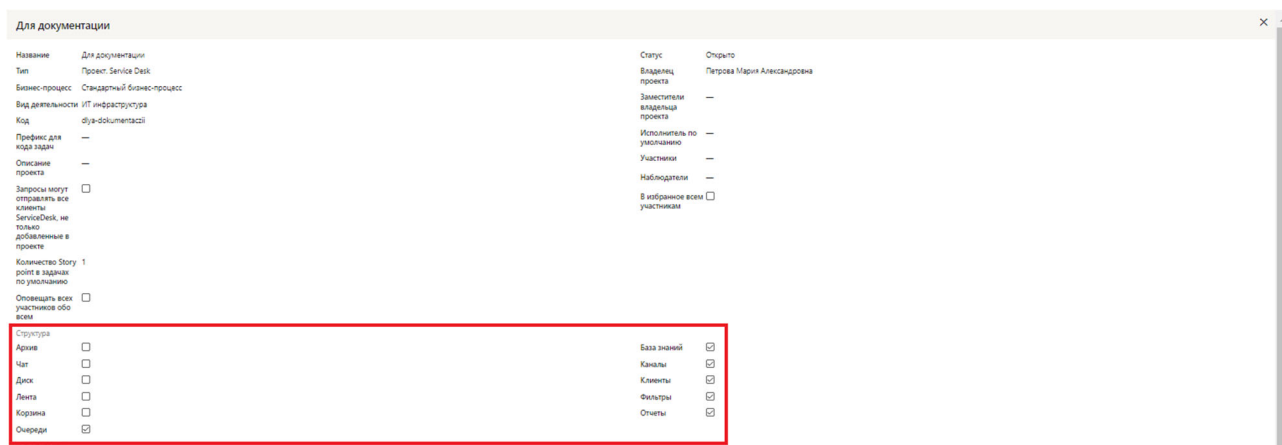 Для документации
Название Для документации
Тип Проект. Service Desk
Бизнес-процесс Стандартный бизнес-процесс
Вид деятельности ИТ инфраструктура
Код dlya-dokumentaczii
Префикс для —
кода задач
Описание —
проекта
Запросы могут
отправлять все
клиенты
ServiceDesk, не
только
добавленные в
проекте
Количество Story 1
point в задачах
по умолчанию
Оповещать всех
участников обо
всем
Статус Открыто
Владелец Петрова Мария Александровна
проекта
Заместители —
владельца
проекта
Исполнитель по —
умолчанию
Участники —
Наблюдатели —
В избранное всем
участникам
Структура
Архив
Чат
Диск
Лента
Корзина
Очереди
База знаний
Каналы
Клиенты
Фильтры
Отчеты